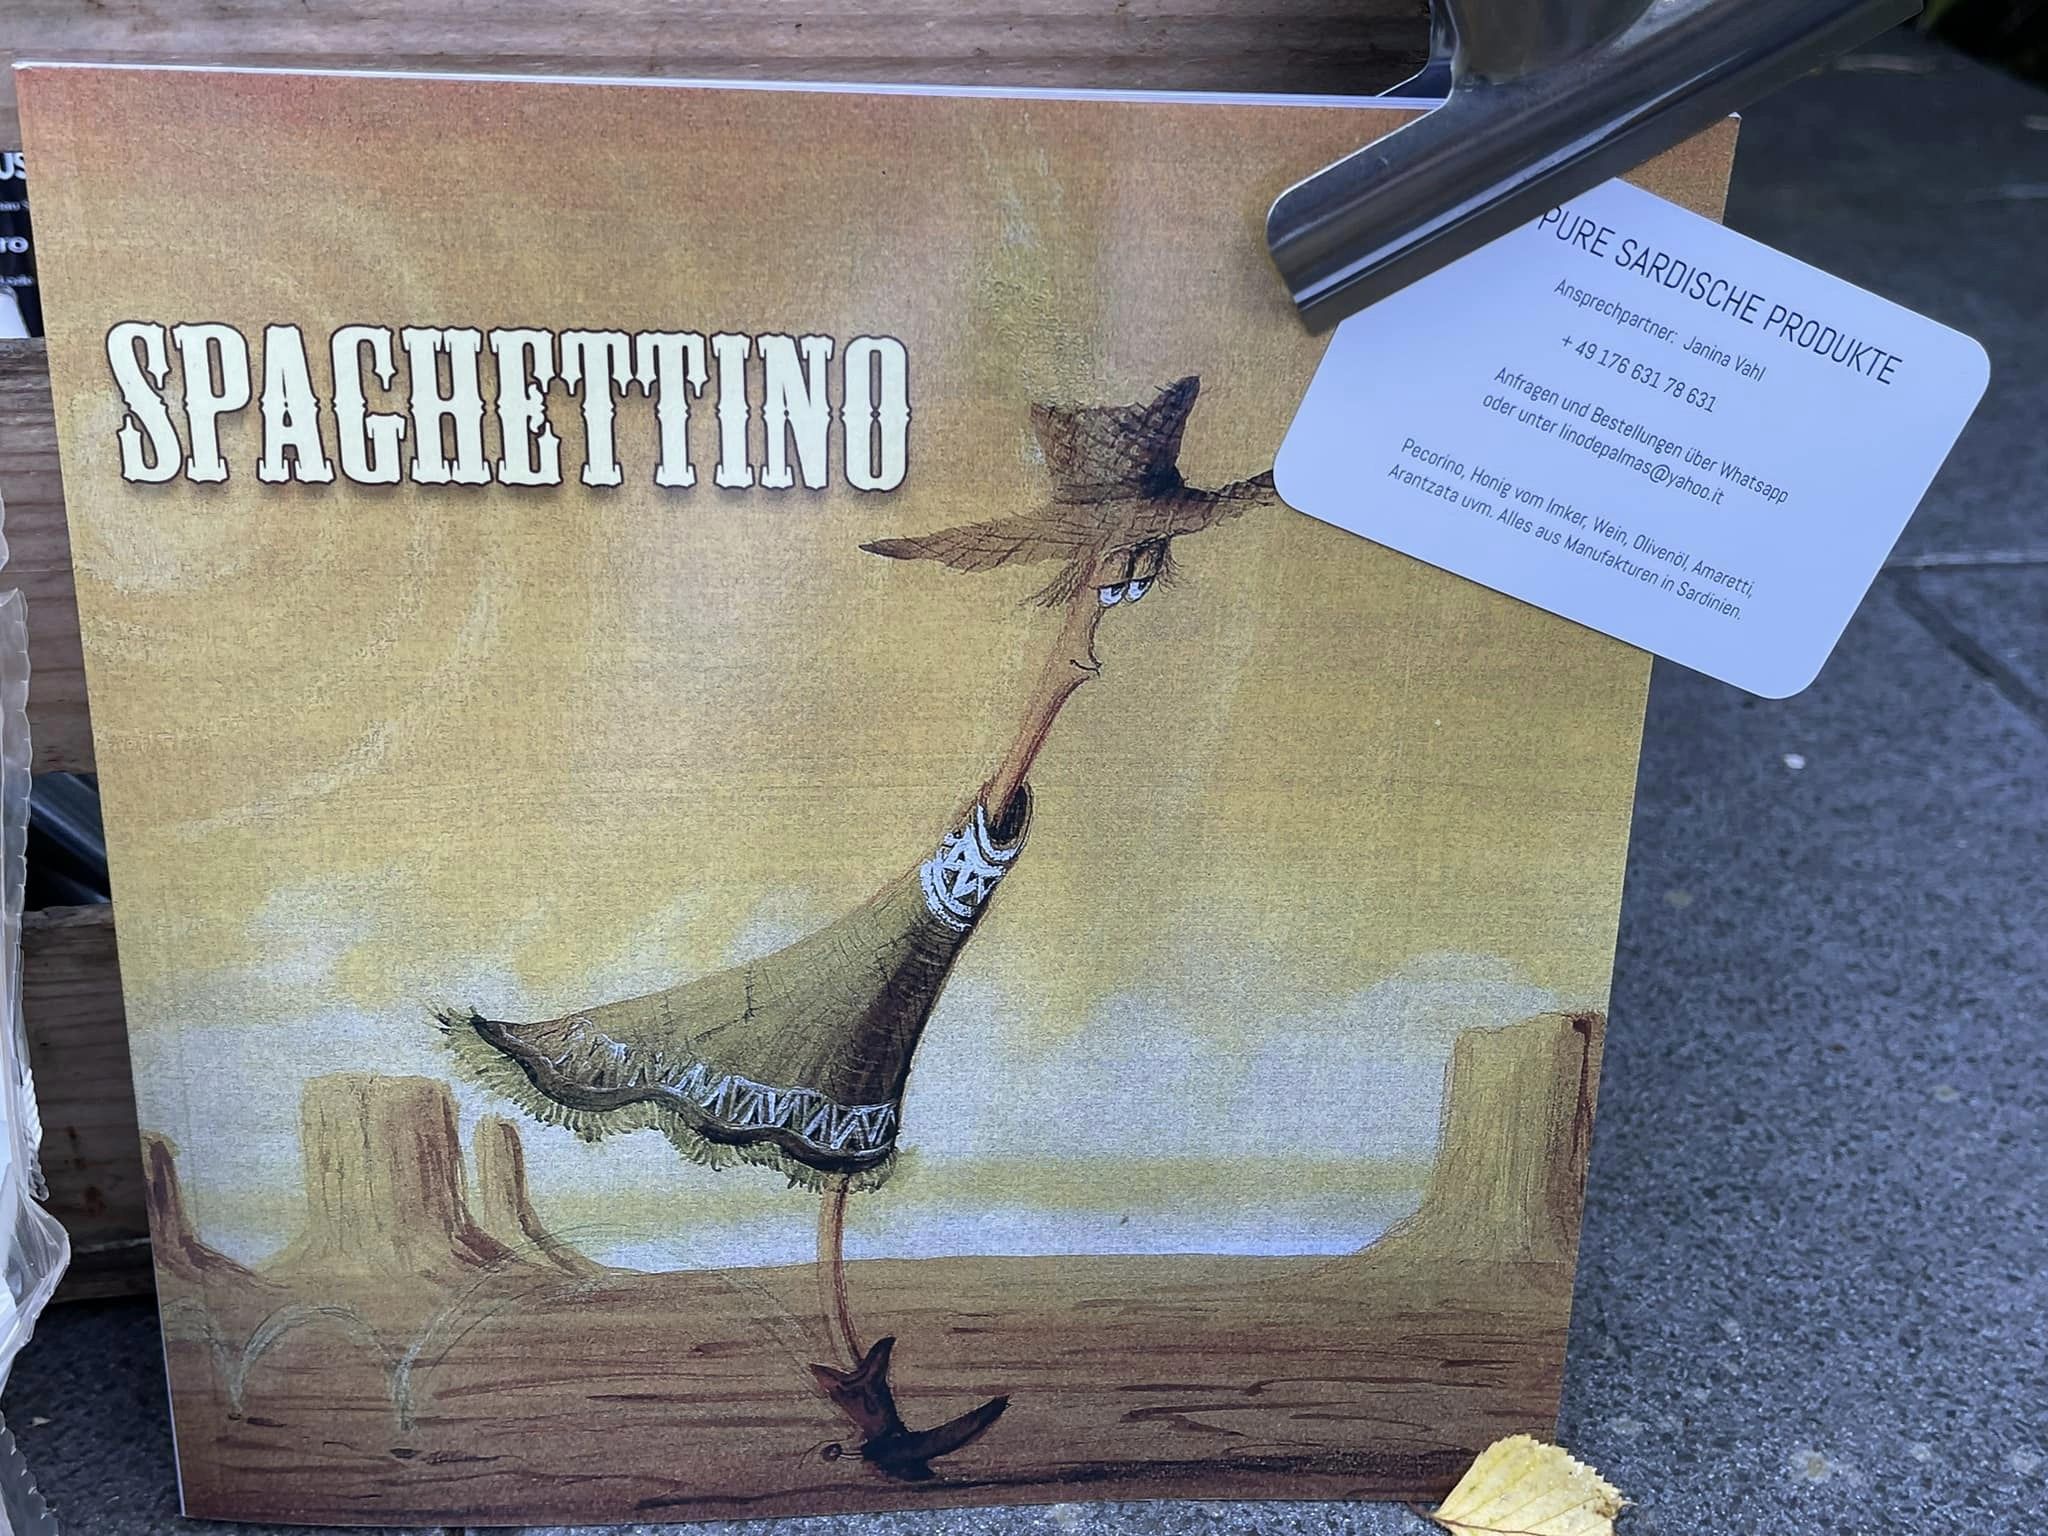 SPAGHETTINO
PURE SARDISCHE PRODUKTE
Ansprechpartner: Janina Vahl
+ 49 176 631 78 631
Anfragen und Bestellungen über Whatsapp
oder unter linodepalmas@yahoo.it
Pecorino, Honig vom Imker, Wein, Olivenöl, Amaretti,
Arantzata uvm. Alles aus Manufakturen in Sardinien.